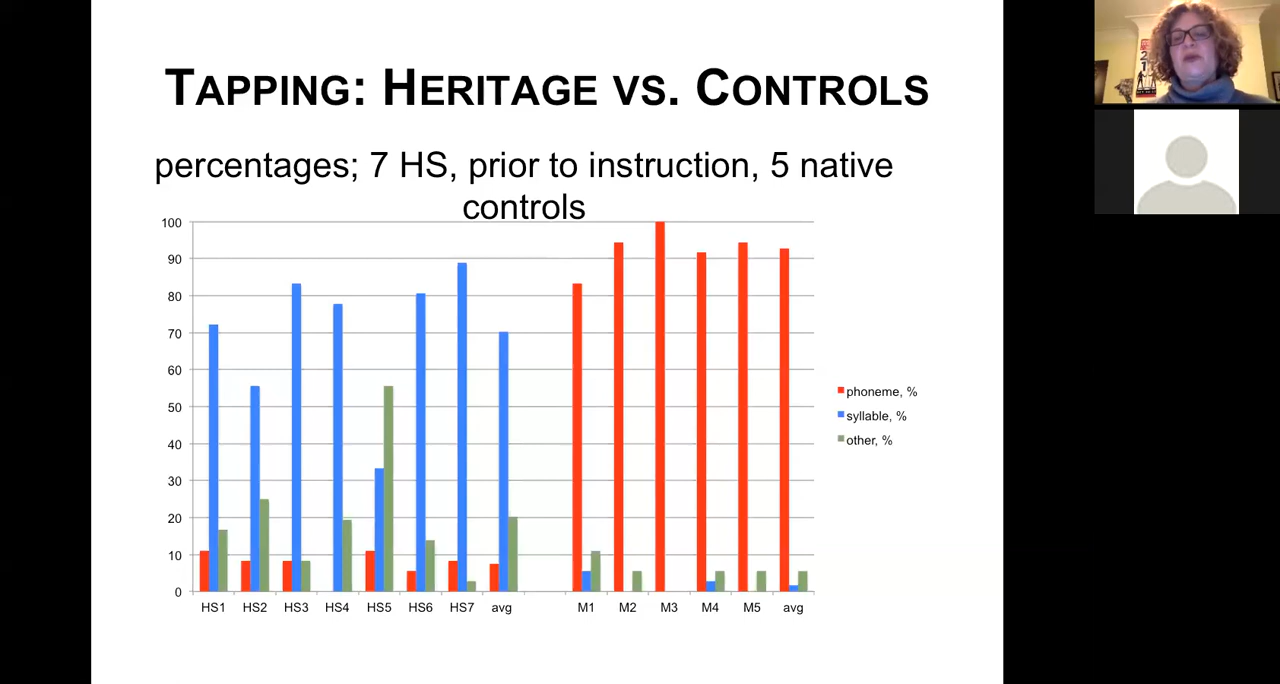 TAPPING: HERITAGE VS. CONTROLS
percentages; 7 HS, prior to instruction, 5 native
controls
100
90
80
70
60
50
40
30
20
10
0
HS1 HS2 HS3 HS4 HS5 HS6 HS7 avg M1 M2 M3 M4 M5 avg
phoneme, %
syllable, %
other, %